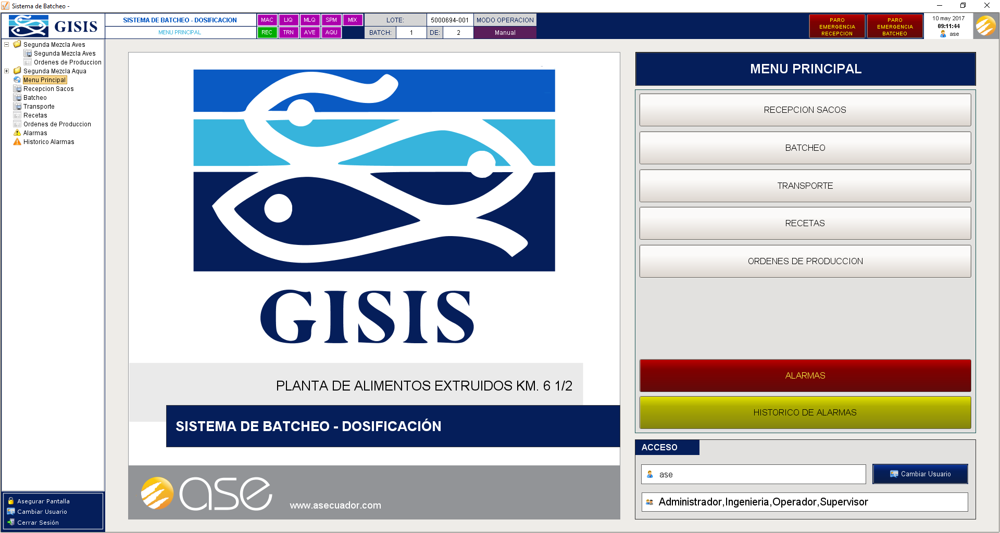 Sistema de Batcheo -
GISIS
SISTEMA DE BATCHEO - DOSIFICACION
MENU PRINCIPAL
MAC LIQ MLQ SPM MIX
REC TRN AVE AQU
LOTE: 5000694-001 MODO OPERACION
BATCH: 1 DE: 2 Manual
PARO
EMERGENCIA
RECEPCION
PARO
EMERGENCIA
BATCHEO
10 may 2017
09:11:44
ase
Segunda Mezcla Aves
Segunda Mezcla Aves
Ordenes de Produccion
Segunda Mezcla Aqua
Menu Principal
Recepcion Sacos
Batcheo
Transporte
Recetas
Ordenes de Produccion
Alarmas
Historico Alarmas
Asegurar Pantalla
Cambiar Usuario
Cerrar Sesión
GISIS
PLANTA DE ALIMENTOS EXTRUIDOS KM. 6 1/2
SISTEMA DE BATCHEO - DOSIFICACIÓN
ase
www.asecuador.com
MENU PRINCIPAL
RECEPCION SACOS
BATCHEO
TRANSPORTE
RECETAS
ORDENES DE PRODUCCION
ALARMAS
HISTORICO DE ALARMAS
ACCESO
ase
Cambiar Usuario
Administrador,Ingenieria,Operador,Supervisor